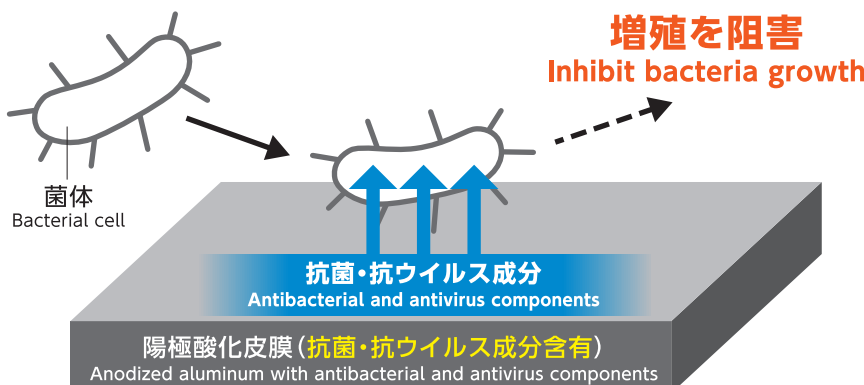 増殖を阻害
Inhibit bacteria growth
菌体
Bacterial cell
抗菌・抗ウイルス成分
Antibacterial and antivirus components
陽極酸化皮膜（抗菌・抗ウイルス成分含有）
Anodized aluminum with antibacterial and antivirus components